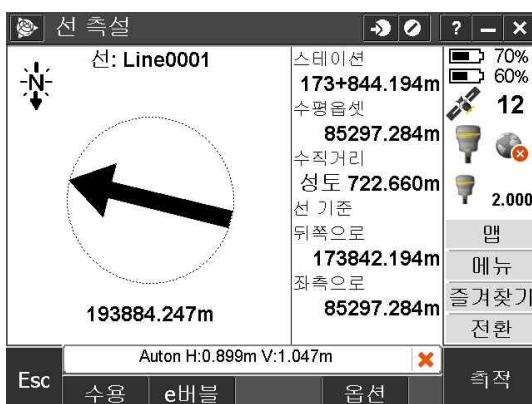 선 측설
? – ×
선: Line0001
N
193884.247m
스테이션
173+844.194m
수평옵셋
85297.284m
수직거리
성토 722.660m
선 기준
뒤쪽으로
173842.194m
좌측으로
85297.284m
70%
60%
12
2.000
맵
메뉴
즐겨찾기
전환
측정
Auton H:0.899m V:1.047m
Esc
수용
e버블
옵션